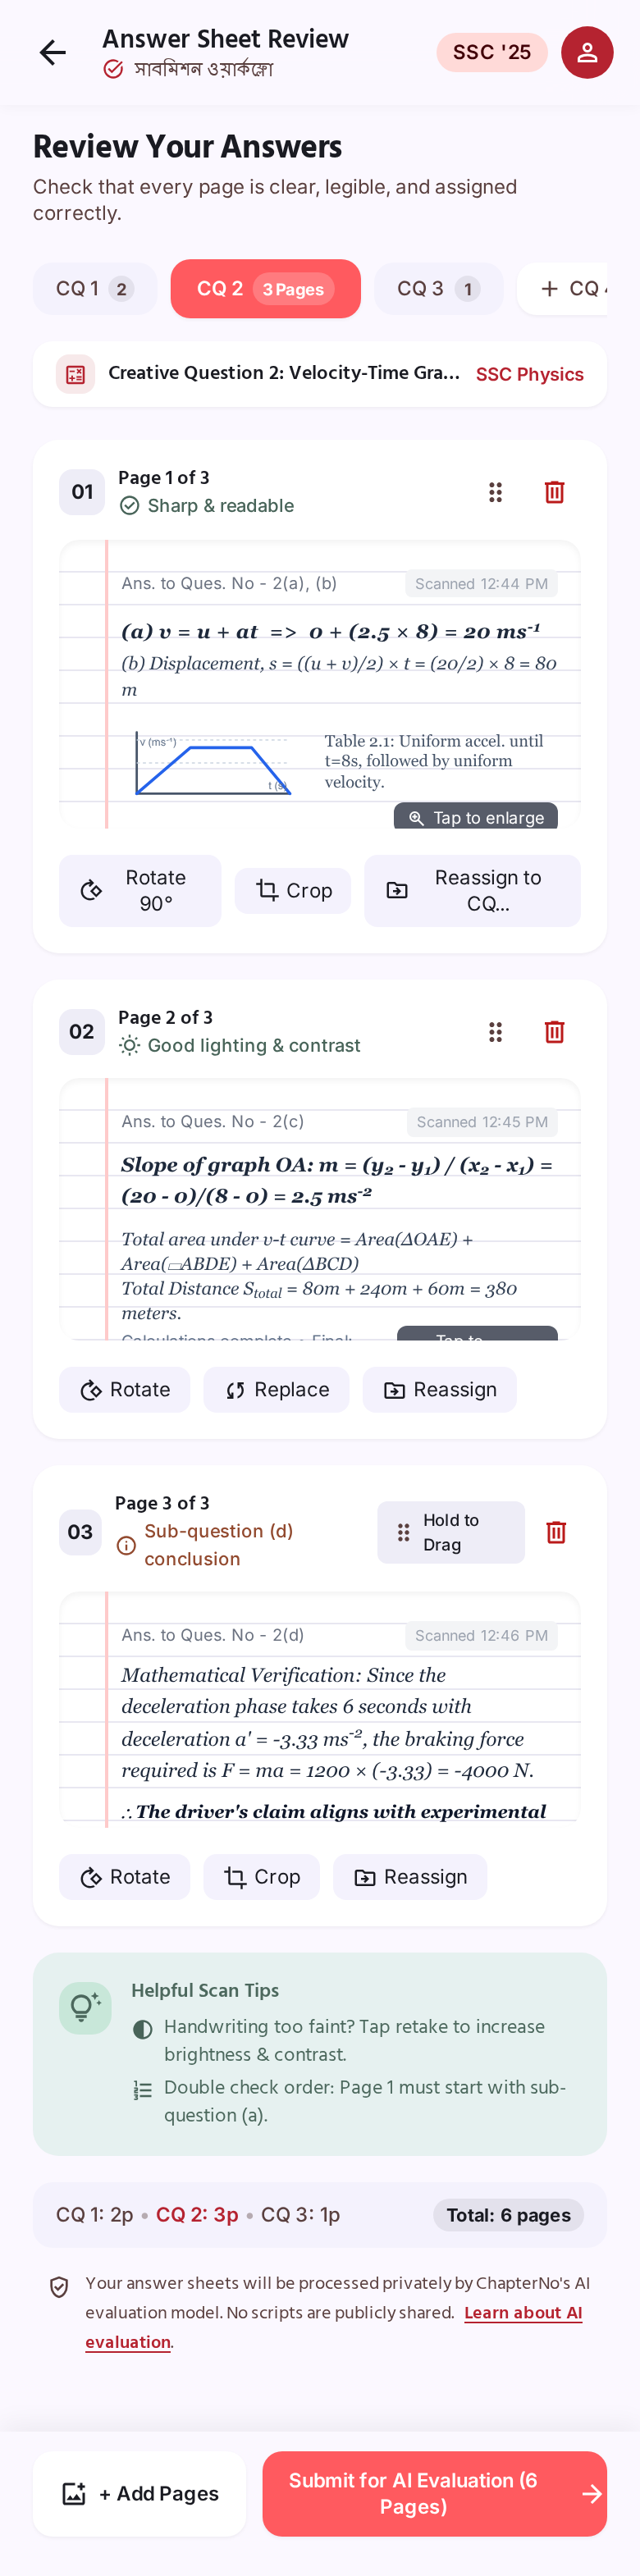 Answer Sheet Review
সাবমিশন ওয়ার্কফ্লো
SSC '25
Review Your Answers
Check that every page is clear, legible, and assigned
correctly.
CQ 1 2
CQ 2 3 Pages
CQ 3 1
+ CQ
Creative Question 2: Velocity-Time Gra...
SSC Physics
01
Page 1 of 3
Sharp & readable
Ans. to Ques. No - 2(a), (b)
Scanned 12:44 PM
(a) v = u + at => 0 + (2.5 × 8) = 20 ms⁻¹
(b) Displacement, s = ((u + v)/2) × t = (20/2) × 8 = 80
m
v (ms⁻¹)
t (s)
Table 2.1: Uniform accel. until
t=8s, followed by uniform
velocity.
Tap to enlarge
Rotate
90°
Crop
Reassign to
CQ...
02
Page 2 of 3
Good lighting & contrast
Ans. to Ques. No - 2(c)
Scanned 12:45 PM
Slope of graph OA: m = (y₂ - y₁) / (x₂ - x₁) =
(20 - 0)/(8 - 0) = 2.5 ms⁻²
Total area under v-t curve = Area(ΔOAE) +
Area(▱ABDE) + Area(ΔBCD)
Total Distance Stotal = 80m + 240m + 60m = 380
meters.
Calculations complete • Final:
Tap to
Rotate
Replace
Reassign
03
Page 3 of 3
Sub-question (d)
conclusion
Hold to
Drag
Ans. to Ques. No - 2(d)
Scanned 12:46 PM
Mathematical Verification: Since the
deceleration phase takes 6 seconds with
deceleration a' = -3.33 ms⁻², the braking force
required is F = ma = 1200 × (-3.33) = -4000 N.
∴ The driver's claim aligns with experimental
Rotate
Crop
Reassign
Helpful Scan Tips
Handwriting too faint? Tap retake to increase
brightness & contrast.
Double check order: Page 1 must start with sub-
question (a).
CQ 1: 2p • CQ 2: 3p • CQ 3: 1p
Total: 6 pages
Your answer sheets will be processed privately by ChapterNo's AI
evaluation model. No scripts are publicly shared. Learn about AI
evaluation.
+ Add Pages
Submit for AI Evaluation (6
Pages)